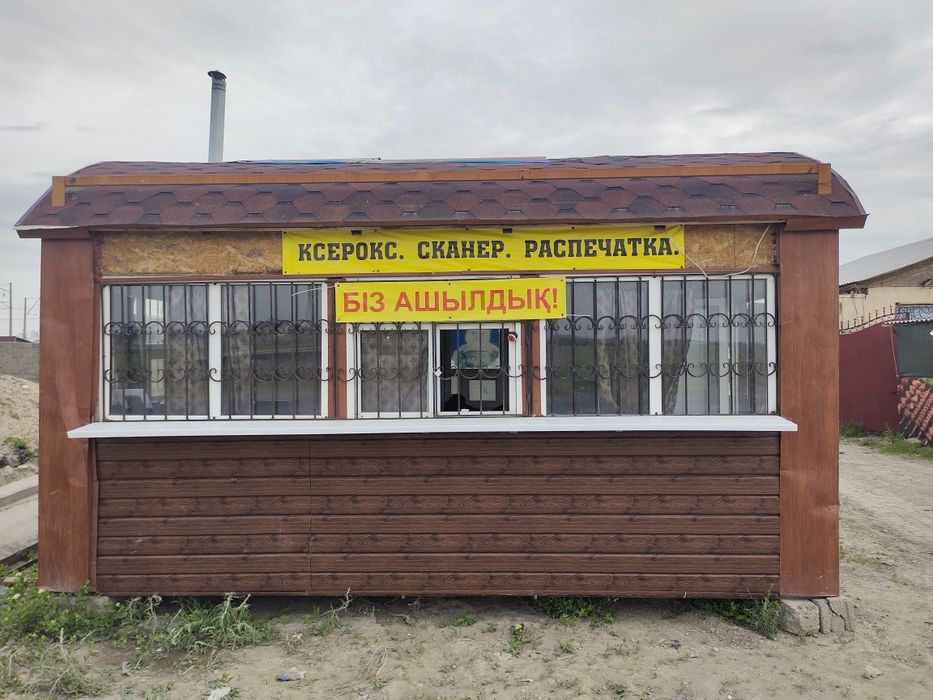 КСЕРОКС. СКАНЕР. РАСПЕЧАТКА.
БІЗ АШЫЛДЫҚ!